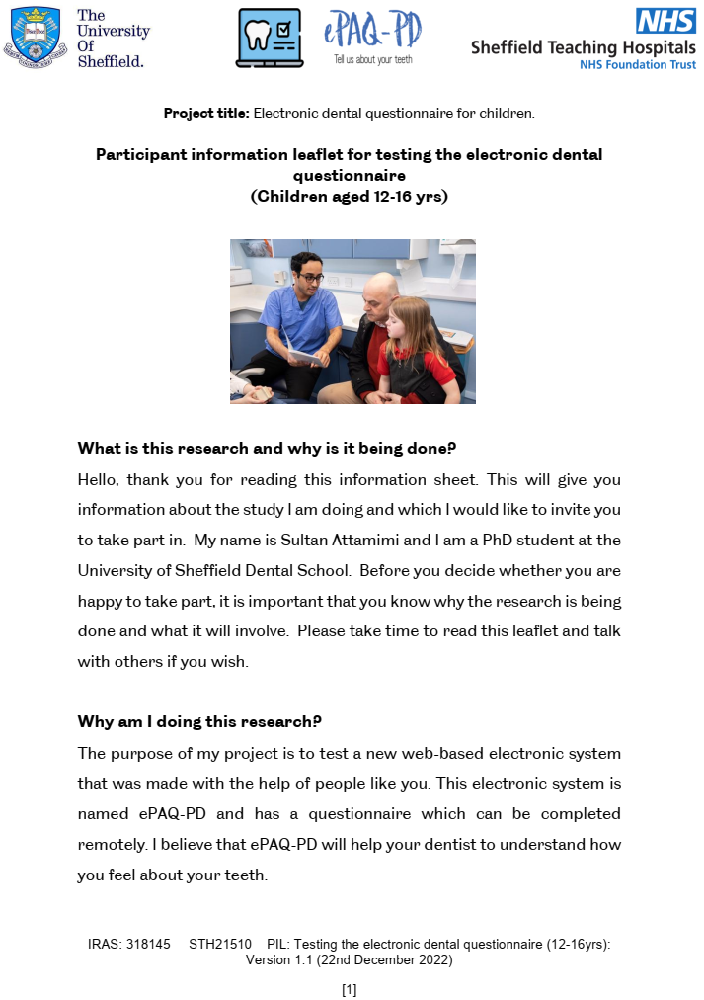 The
University
Of
Sheffield.
ePAQ-PD
Tell us about your teeth
NHS
Sheffield Teaching Hospitals
NHS Foundation Trust
Project title: Electronic dental questionnaire for children.
Participant information leaflet for testing the electronic dental
questionnaire
(Children aged 12-16 yrs)
What is this research and why is it being done?
Hello, thank you for reading this information sheet. This will give you
information about the study I am doing and which I would like to invite you
to take part in.  My name is Sultan Attamimi and I am a PhD student at the
University of Sheffield Dental School.  Before you decide whether you are
happy to take part, it is important that you know why the research is being
done and what it will involve.  Please take time to read this leaflet and talk
with others if you wish.
Why am I doing this research?
The purpose of my project is to test a new web-based electronic system
that was made with the help of people like you. This electronic system is
named ePAQ-PD and has a questionnaire which can be completed
remotely. I believe that ePAQ-PD will help your dentist to understand how
you feel about your teeth.
IRAS: 318145     STH21510    PIL: Testing the electronic dental questionnaire (12-16yrs):
Version 1.1 (22nd December 2022)
[1]